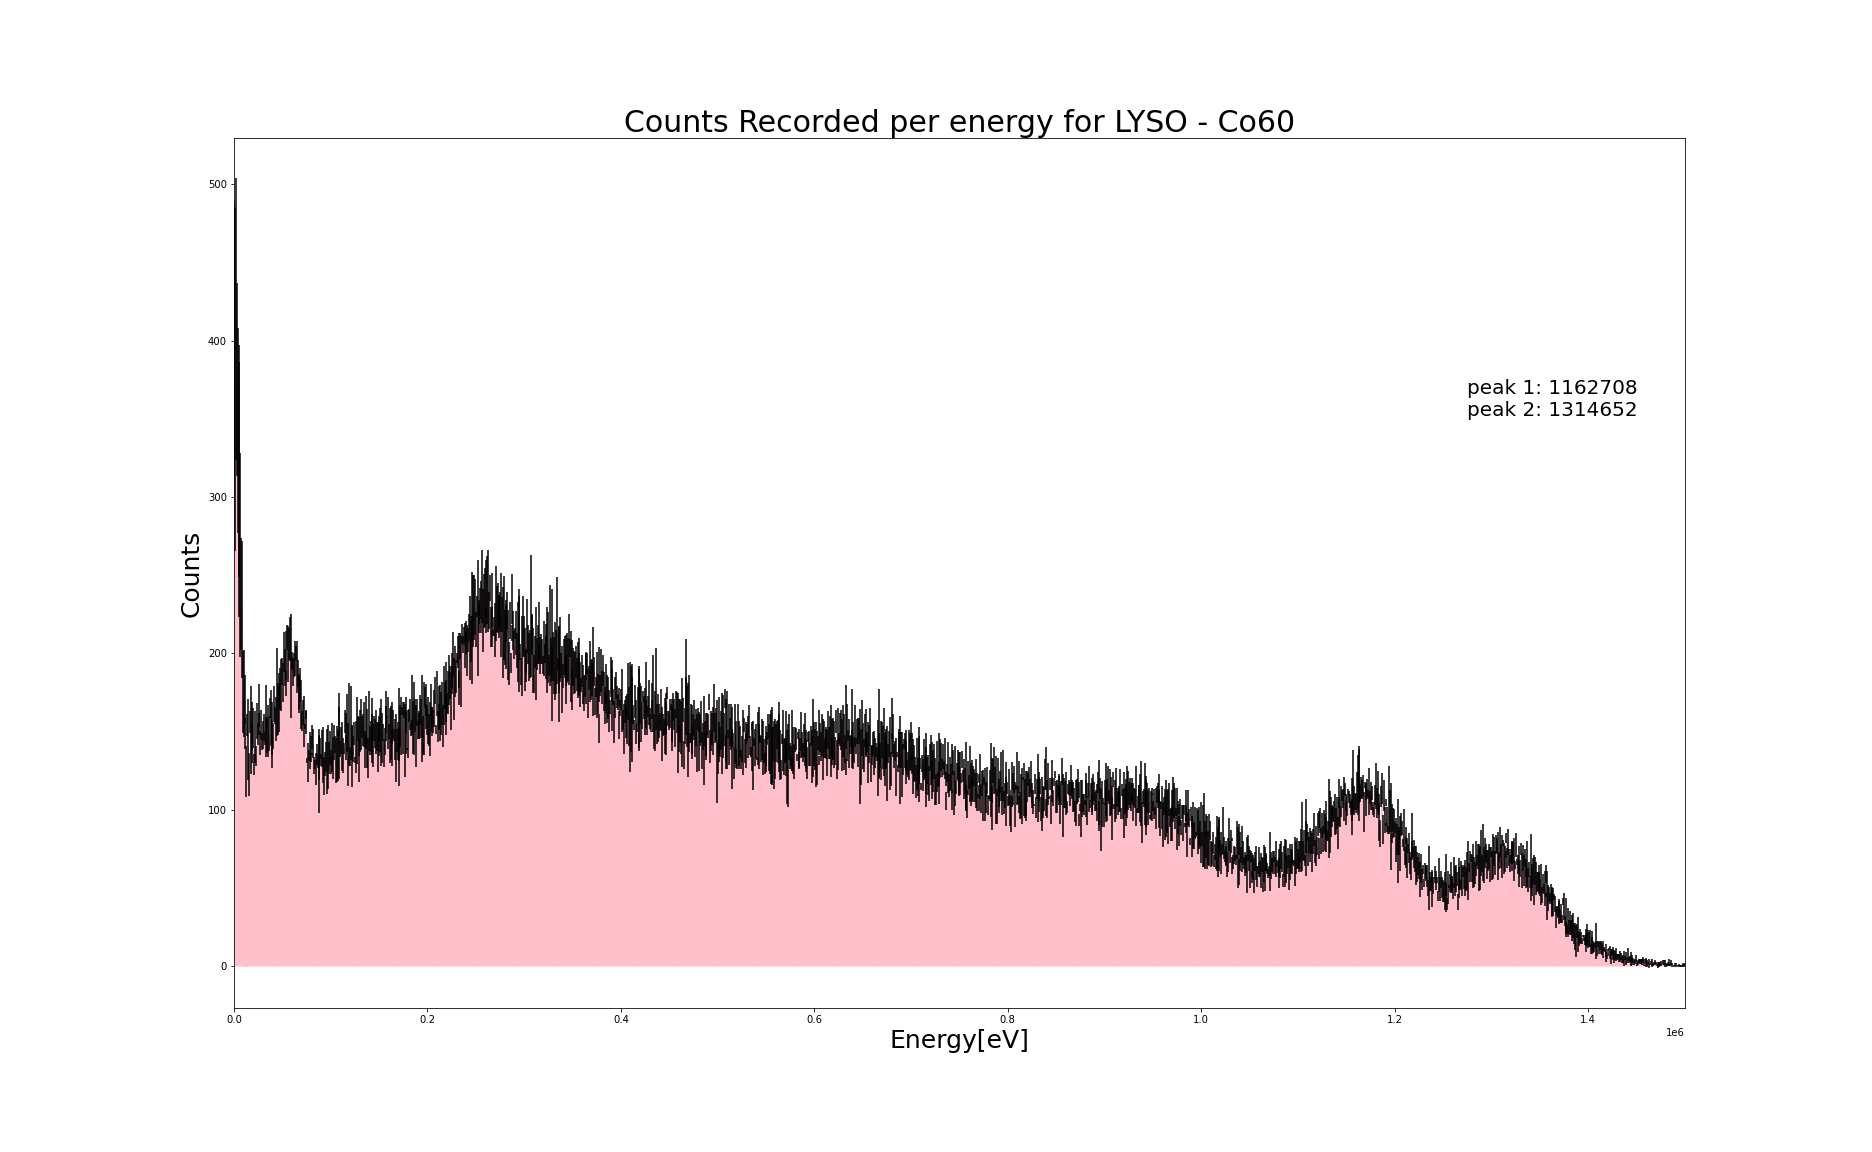 Counts Recorded per energy for LYSO - Co60
500
400
300
200
100
0
Counts
peak 1: 1162708
peak 2: 1314652
0.0 0.2 0.4 0.6 0.8 1.0 1.2 1.4
1e6
Energy[eV]